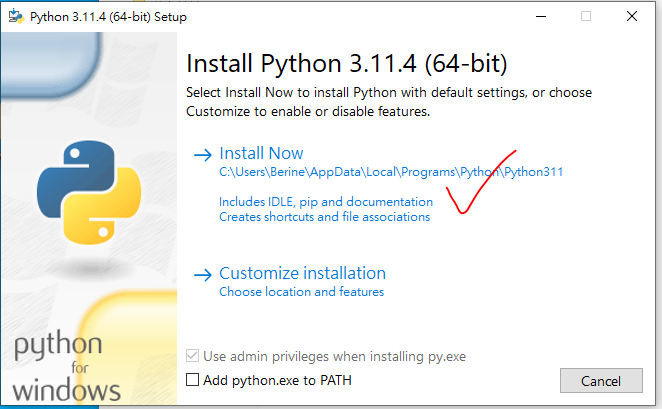 Python 3.11.4 (64-bit) Setup
Install Python 3.11.4 (64-bit)
Select Install Now to install Python with default settings, or choose
Customize to enable or disable features.
Install Now
C:\Users\Berine\AppData\Local\Programs\Python\Python311
Includes IDLE, pip and documentation
Creates shortcuts and file associations
Customize installation
Choose location and features
python
for
windows
Use admin privileges when installing py.exe
Add python.exe to PATH
Cancel